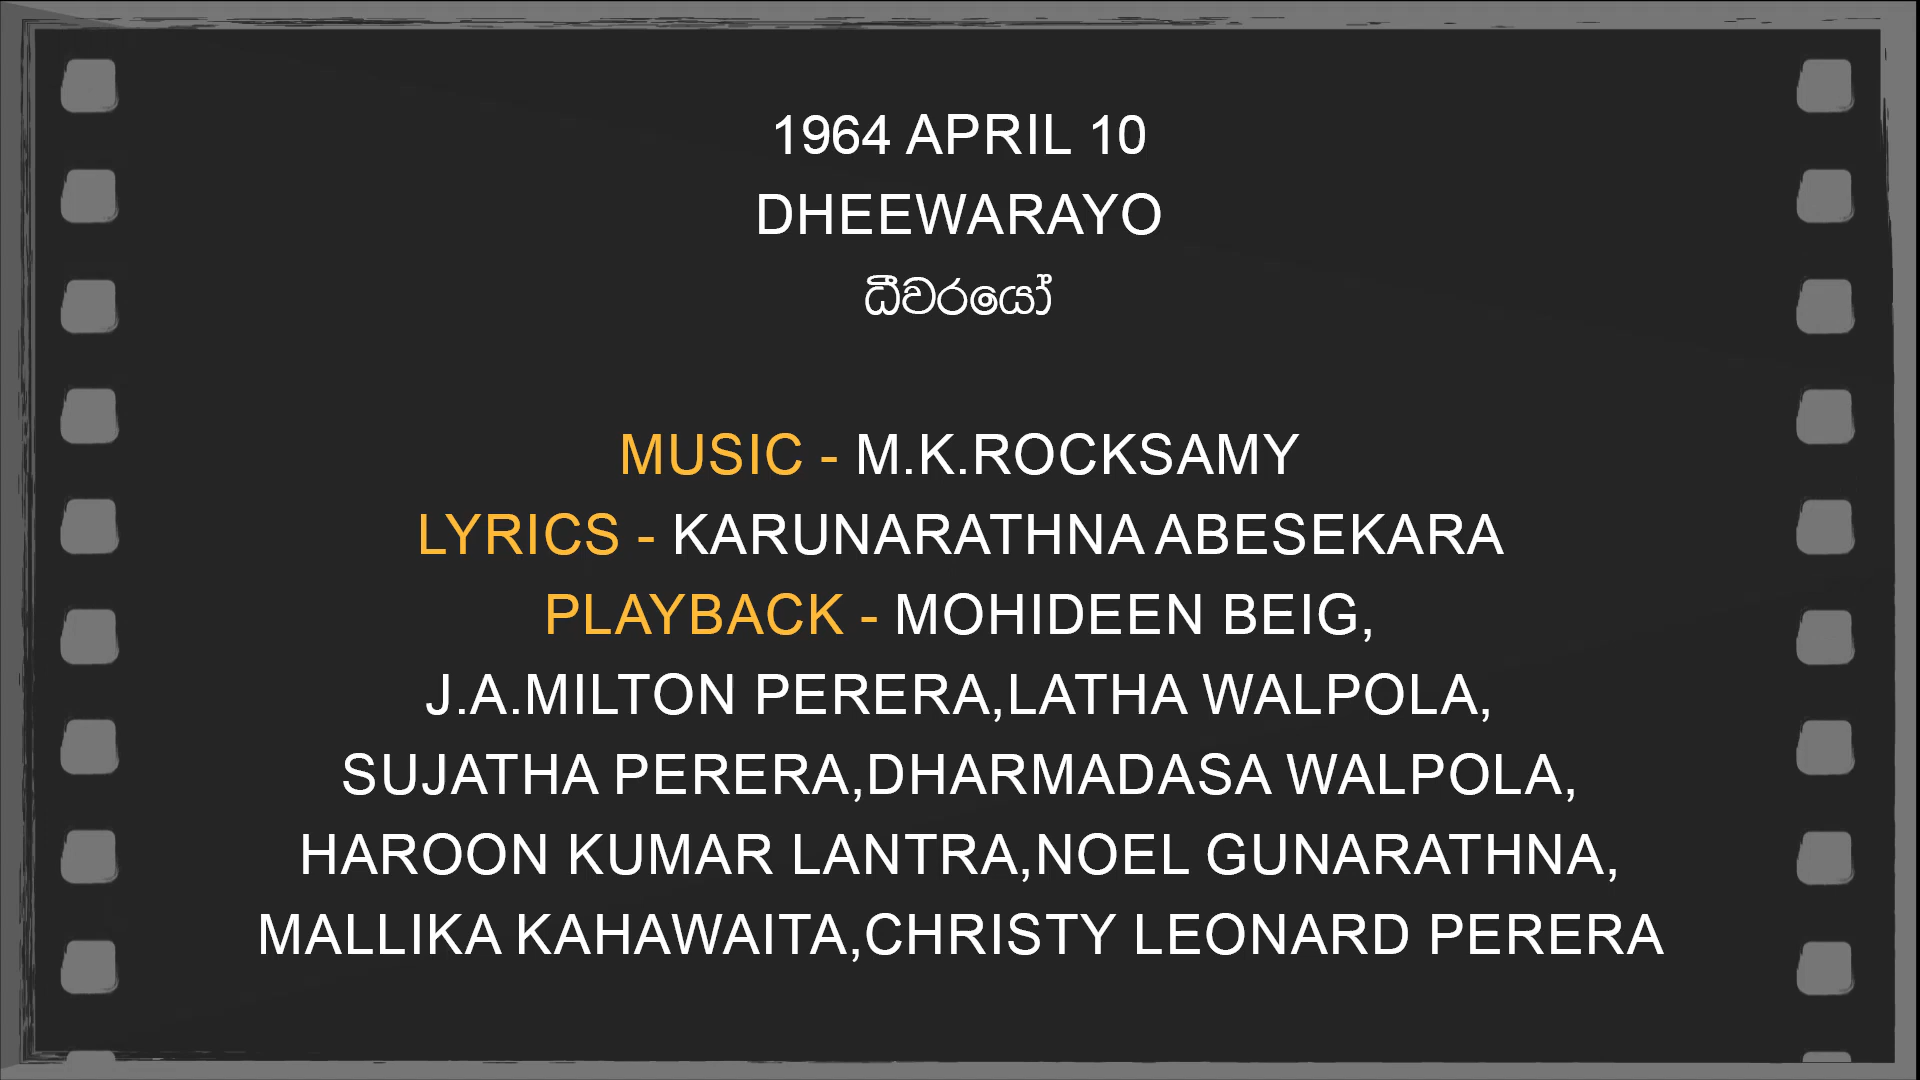 1964 APRIL 10
DHEEWARAYO
ධීවරයෝ
MUSIC - M.K.ROCKSAMY
LYRICS - KARUNARATHNA ABESEKARA
PLAYBACK - MOHIDEEN BEIG,
J.A.MILTON PERERA,LATHA WALPOLA,
SUJATHA PERERA,DHARMADASA WALPOLA,
HAROON KUMAR LANTRA,NOEL GUNARATHNA,
MALLIKA KAHAWAITA,CHRISTY LEONARD PERERA